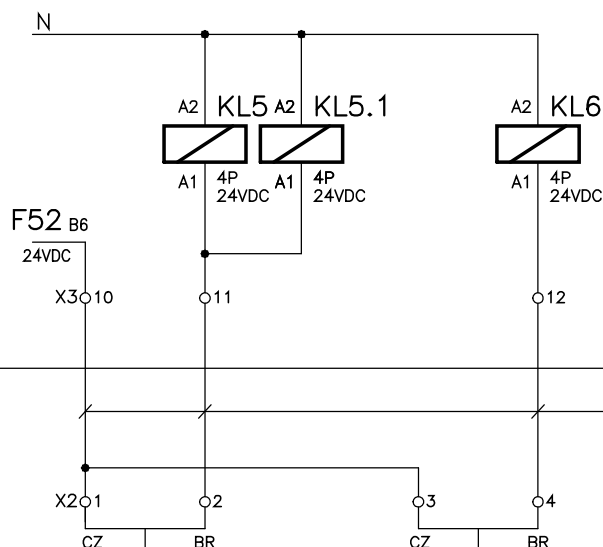 N
A2 KL5 A2 KL5.1 A2 KL6
A1 4P A1 4P A1 4P
24VDC 24VDC 24VDC
F52 B6
24VDC
X3 10 11 12
X2 1 2 3 4
CZ BR CZ BR